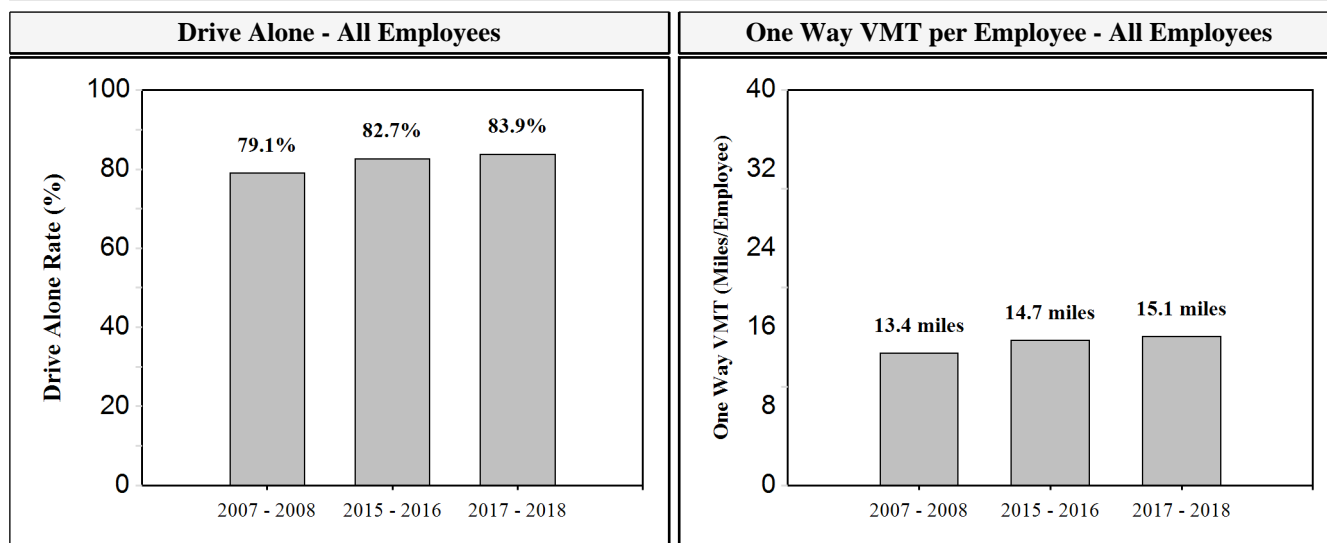 Drive Alone - All Employees
One Way VMT per Employee - All Employees
Drive Alone Rate (%)
100
80
60
40
20
0
79.1%
82.7%
83.9%
2007 - 2008
2015 - 2016
2017 - 2018
One Way VMT (Miles/Employee)
40
32
24
16
8
0
13.4 miles
14.7 miles
15.1 miles
2007 - 2008
2015 - 2016
2017 - 2018